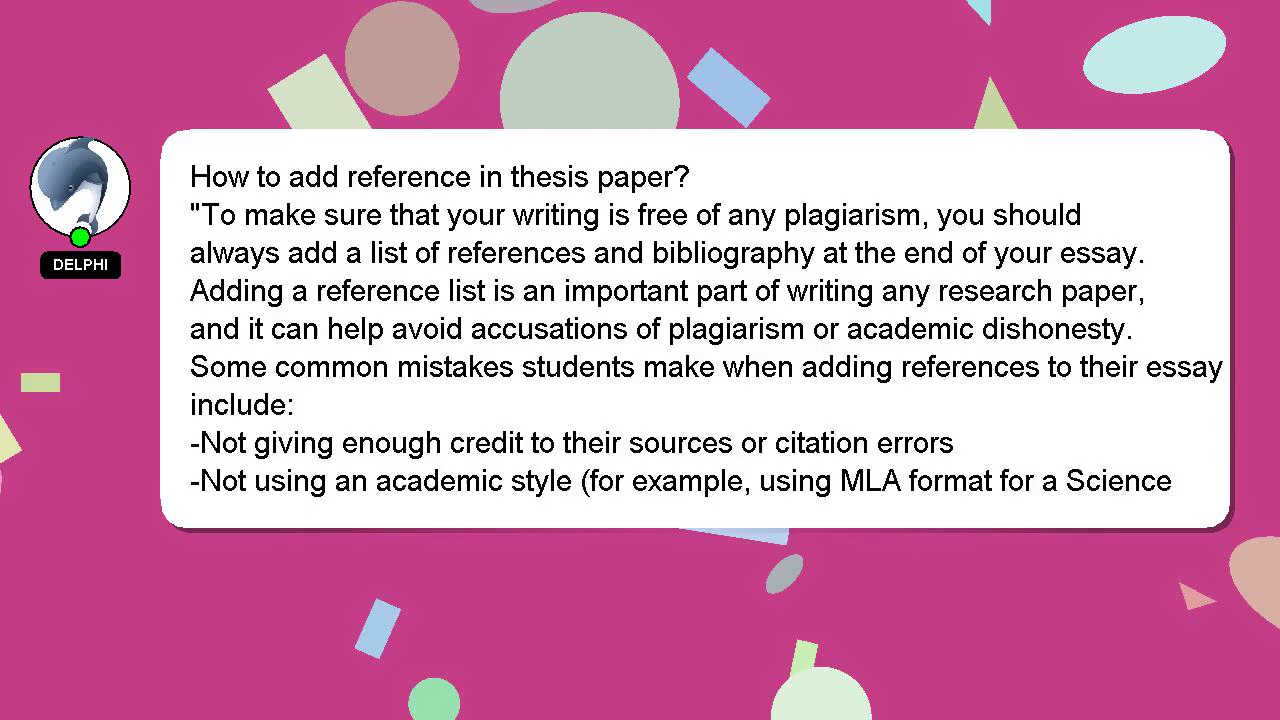 DELPHI
How to add reference in thesis paper?
"To make sure that your writing is free of any plagiarism, you should
always add a list of references and bibliography at the end of your essay.
Adding a reference list is an important part of writing any research paper,
and it can help avoid accusations of plagiarism or academic dishonesty.
Some common mistakes students make when adding references to their essay
include:
-Not giving enough credit to their sources or citation errors
-Not using an academic style (for example, using MLA format for a Science